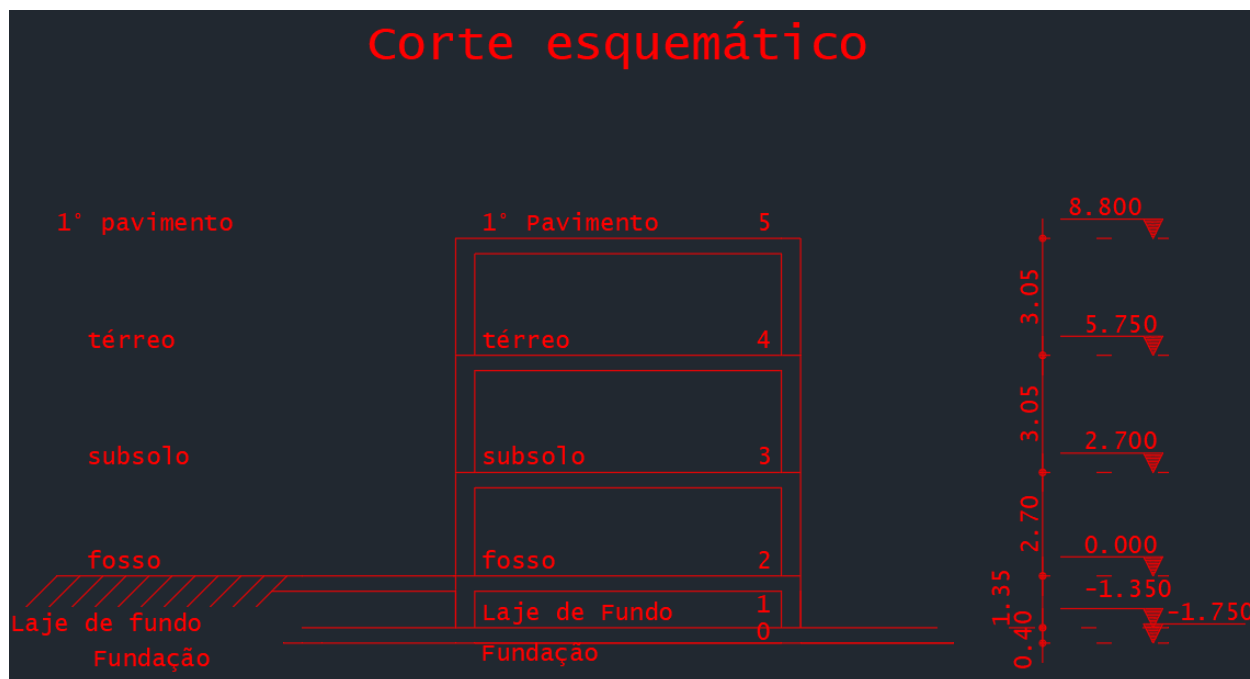 Corte esquemático
8.800
1° pavimento 1° Pavimento 5
3.05
5.750
térreo térreo 4
3.05
2.700
subsolo subsolo 3
2.70
0.000
fosso fosso 2
1.35
-1.350
Laje de fundo Laje de Fundo 1
-1.750
0
0.40
Fundação Fundação